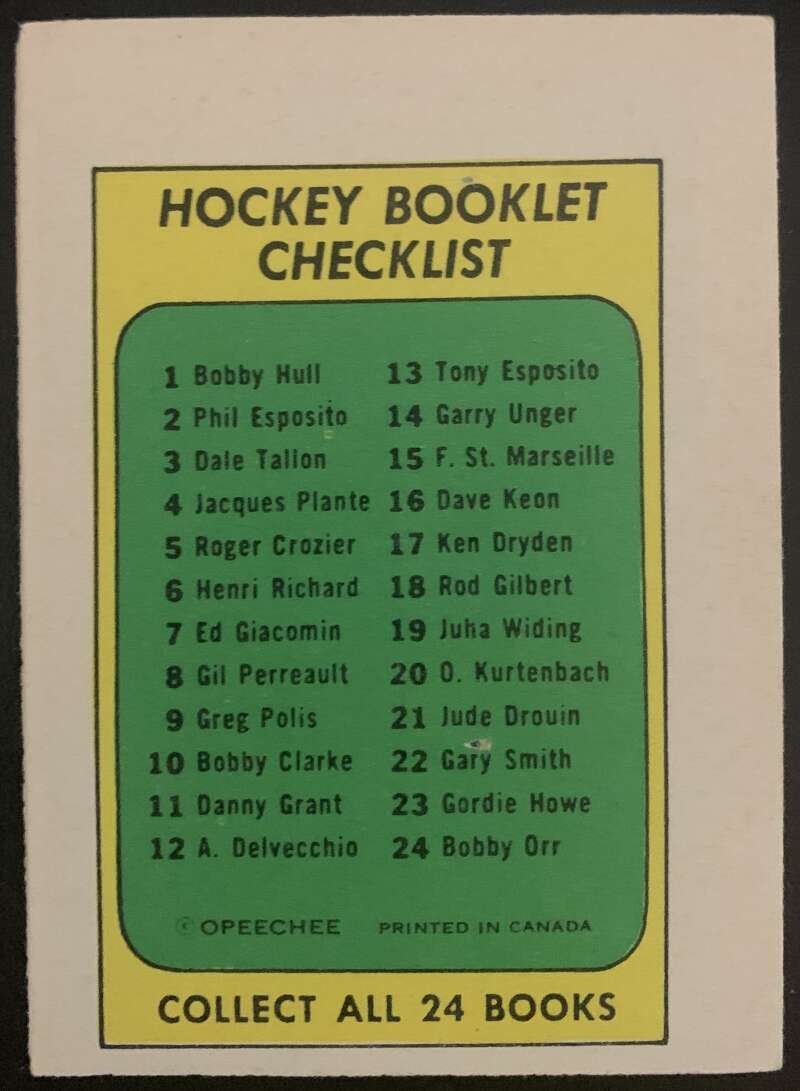 HOCKEY BOOKLET
CHECKLIST
1 Bobby Hull
2 Phil Esposito
3 Dale Tallon
4 Jacques Plante
5 Roger Crozier
6 Henri Richard
7 Ed Giacomin
8 Gil Perreault
9 Greg Polis
10 Bobby Clarke
11 Danny Grant
12 A. Delvecchio
13 Tony Esposito
14 Garry Unger
15 F. St. Marseille
16 Dave Keon
17 Ken Dryden
18 Rod Gilbert
19 Juha Widing
20 O. Kurtenbach
21 Jude Drouin
22 Gary Smith
23 Gordie Howe
24 Bobby Orr
© OPEECHEE PRINTED IN CANADA
COLLECT ALL 24 BOOKS